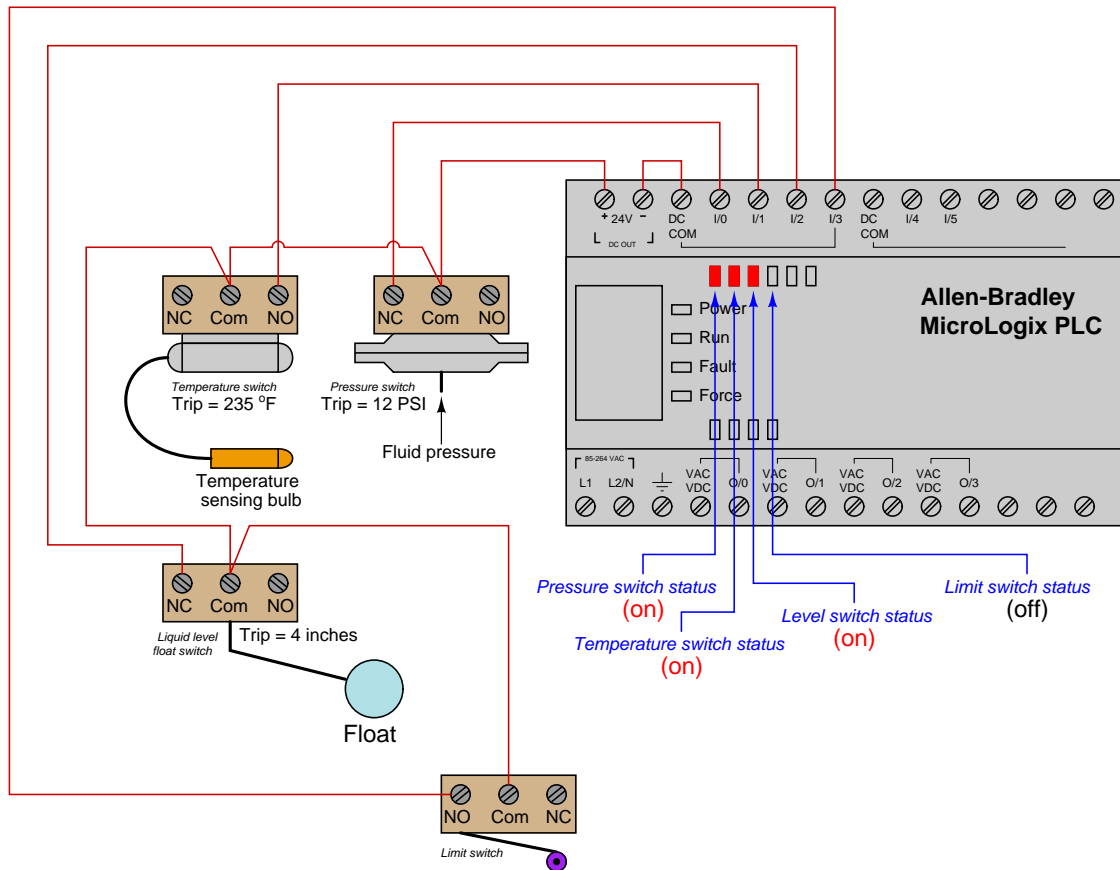 + 24V −
DC OUT
DC
COM
I/0
I/1
I/2
I/3
DC
COM
I/4
I/5
NC Com NO
NC Com NO
Allen-Bradley
MicroLogix PLC
Power
Run
Fault
Force
Temperature switch
Trip = 235 °F
Pressure switch
Trip = 12 PSI
Fluid pressure
Temperature
sensing bulb
85-264 VAC
L1
L2/N
VAC
VDC
O/0
VAC
VDC
O/1
VAC
VDC
O/2
VAC
VDC
O/3
NC Com NO
Liquid level
float switch
Trip = 4 inches
Float
Pressure switch status
(on)
Temperature switch status
(on)
Level switch status
(on)
Limit switch status
(off)
NO Com NC
Limit switch